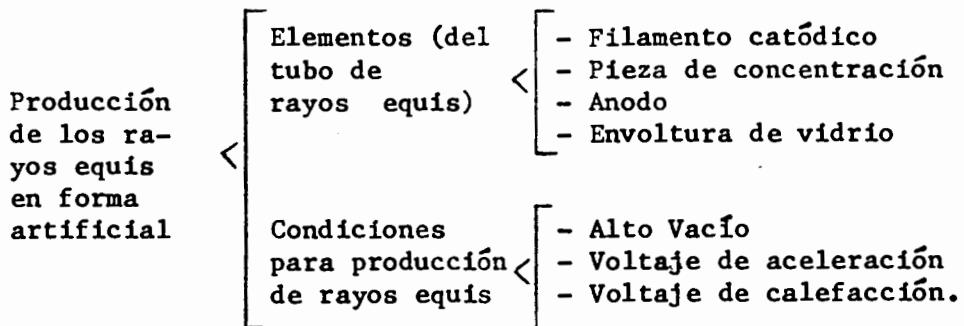 Producción
de los ra-
yos equis
en forma
artificial
Elementos (del
tubo de
rayos equis)
- Filamento catódico
- Pieza de concentración
- Anodo
- Envoltura de vidrio
Condiciones
para producción
de rayos equis
- Alto Vacío
- Voltaje de aceleración
- Voltaje de calefacción.